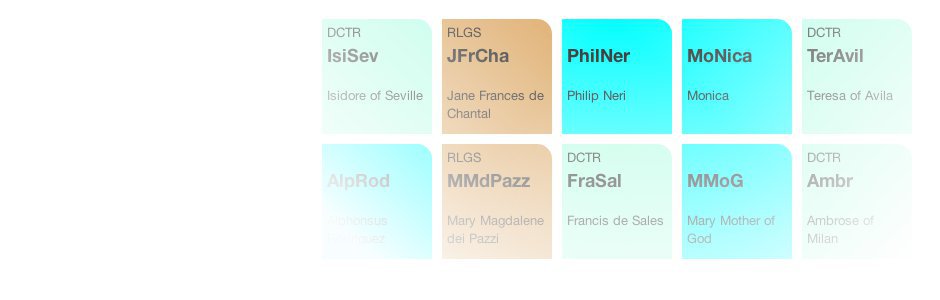 DCTR
IsiSev
Isidore of Seville
RLGS
JFrCha
Jane Frances de
Chantal
PhilNer
Philip Neri
MoNica
Monica
DCTR
TerAvil
Teresa of Avila
AlpRod
Alphonsus
Rodriguez
RLGS
MMdPazz
Mary Magdalene
dei Pazzi
DCTR
FraSal
Francis de Sales
MMoG
Mary Mother of
God
DCTR
Ambr
Ambrose of
Milan